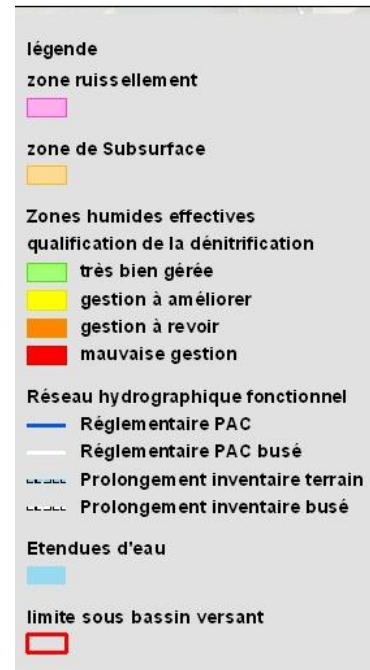 légende
zone ruissellement
zone de Subsurface
Zones humides effectives
qualification de la dénitrification
très bien gérée
gestion à améliorer
gestion à revoir
mauvaise gestion
Réseau hydrographique fonctionnel
Réglementaire PAC
Réglementaire PAC busé
Prolongement inventaire terrain
Prolongement inventaire busé
Etendues d'eau
limite sous bassin versant